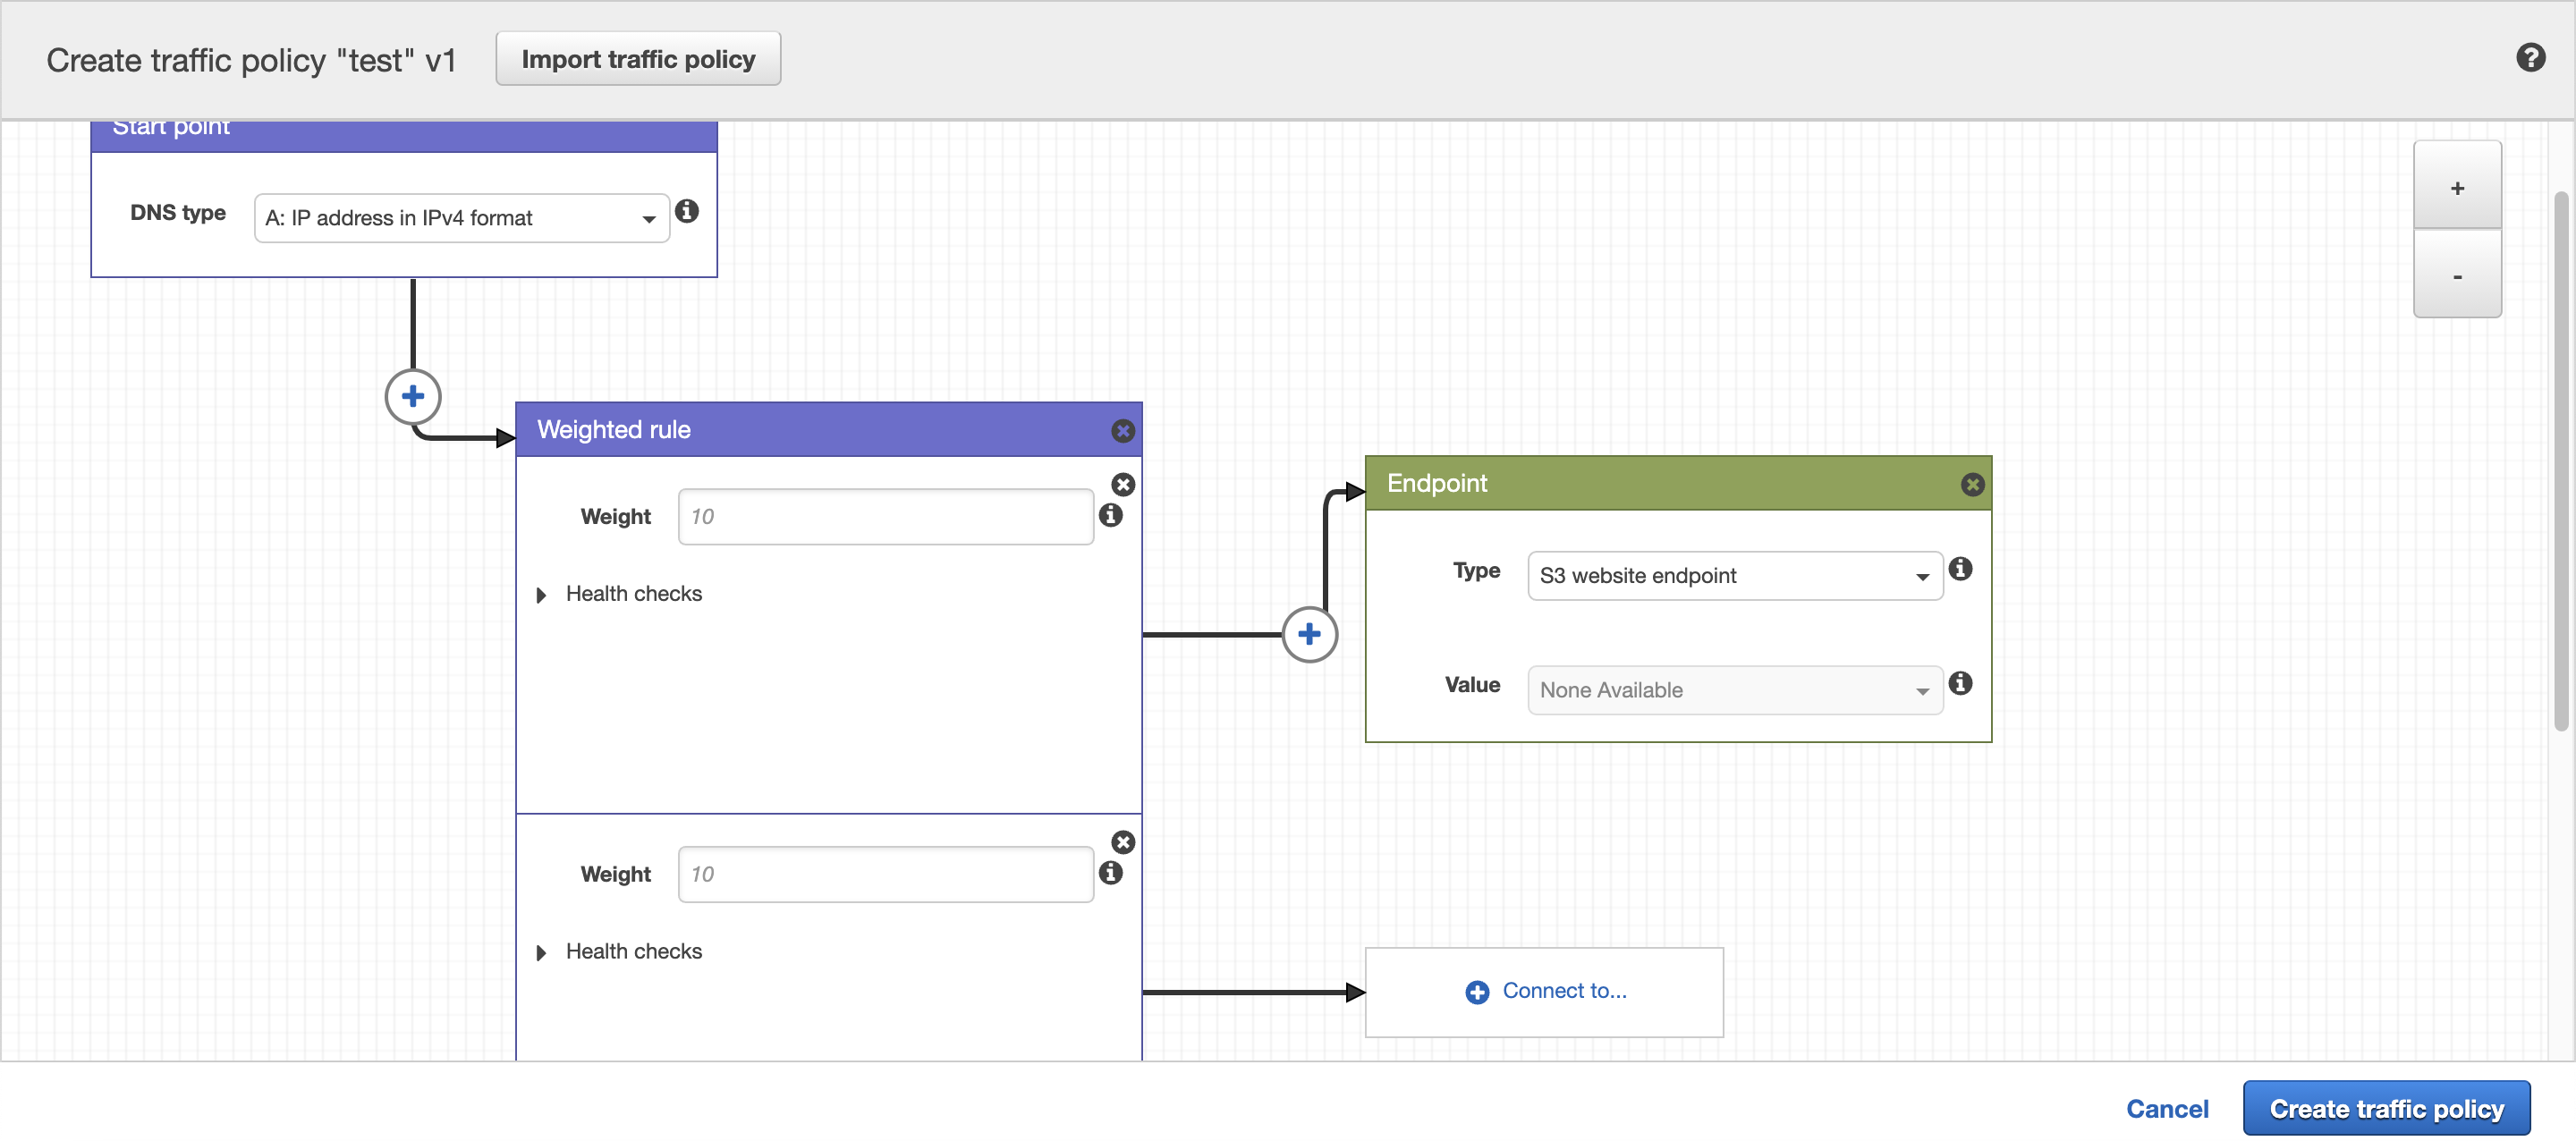 Create traffic policy "test" v1
Import traffic policy
Start point
DNS type
A: IP address in IPv4 format
+
-
Weighted rule
Weight
10
Health checks
Endpoint
Type
S3 website endpoint
Value
None Available
Weight
10
Health checks
Connect to...
Cancel
Create traffic policy